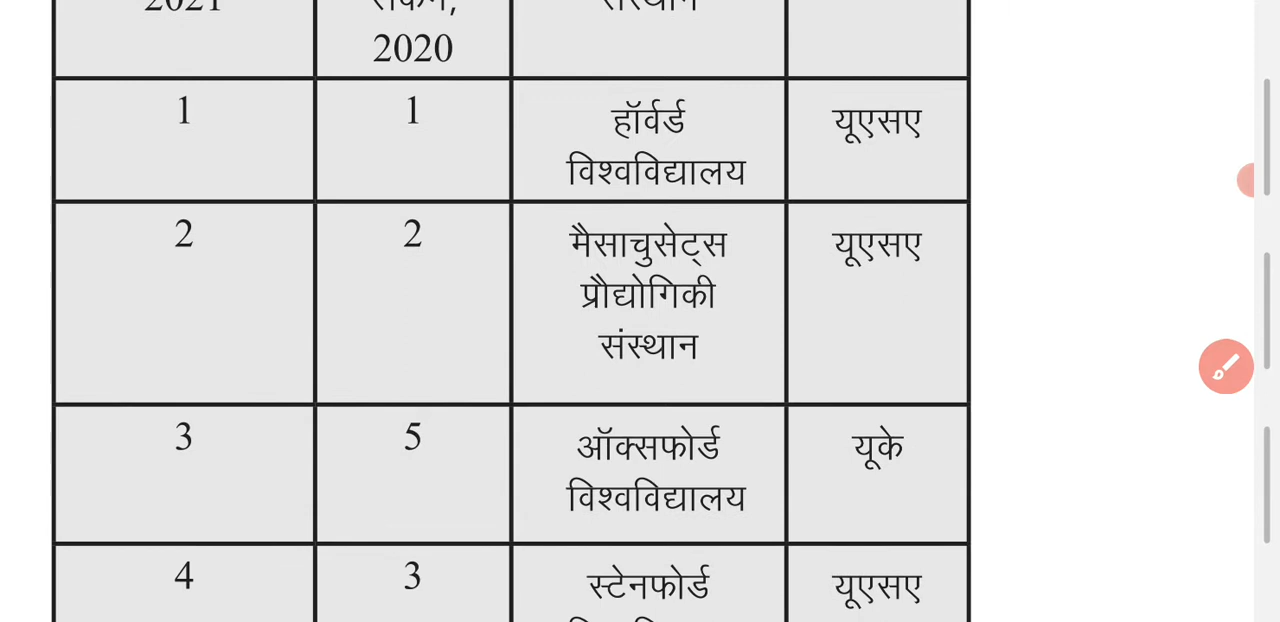 2020
1
1
हॉर्वर्ड
विश्वविद्यालय
यूएसए
2
2
मैसाचुसेट्स
प्रौद्योगिकी
संस्थान
यूएसए
3
5
ऑक्सफोर्ड
विश्वविद्यालय
यूके
4
3
स्टेनफोर्ड
यूएसए